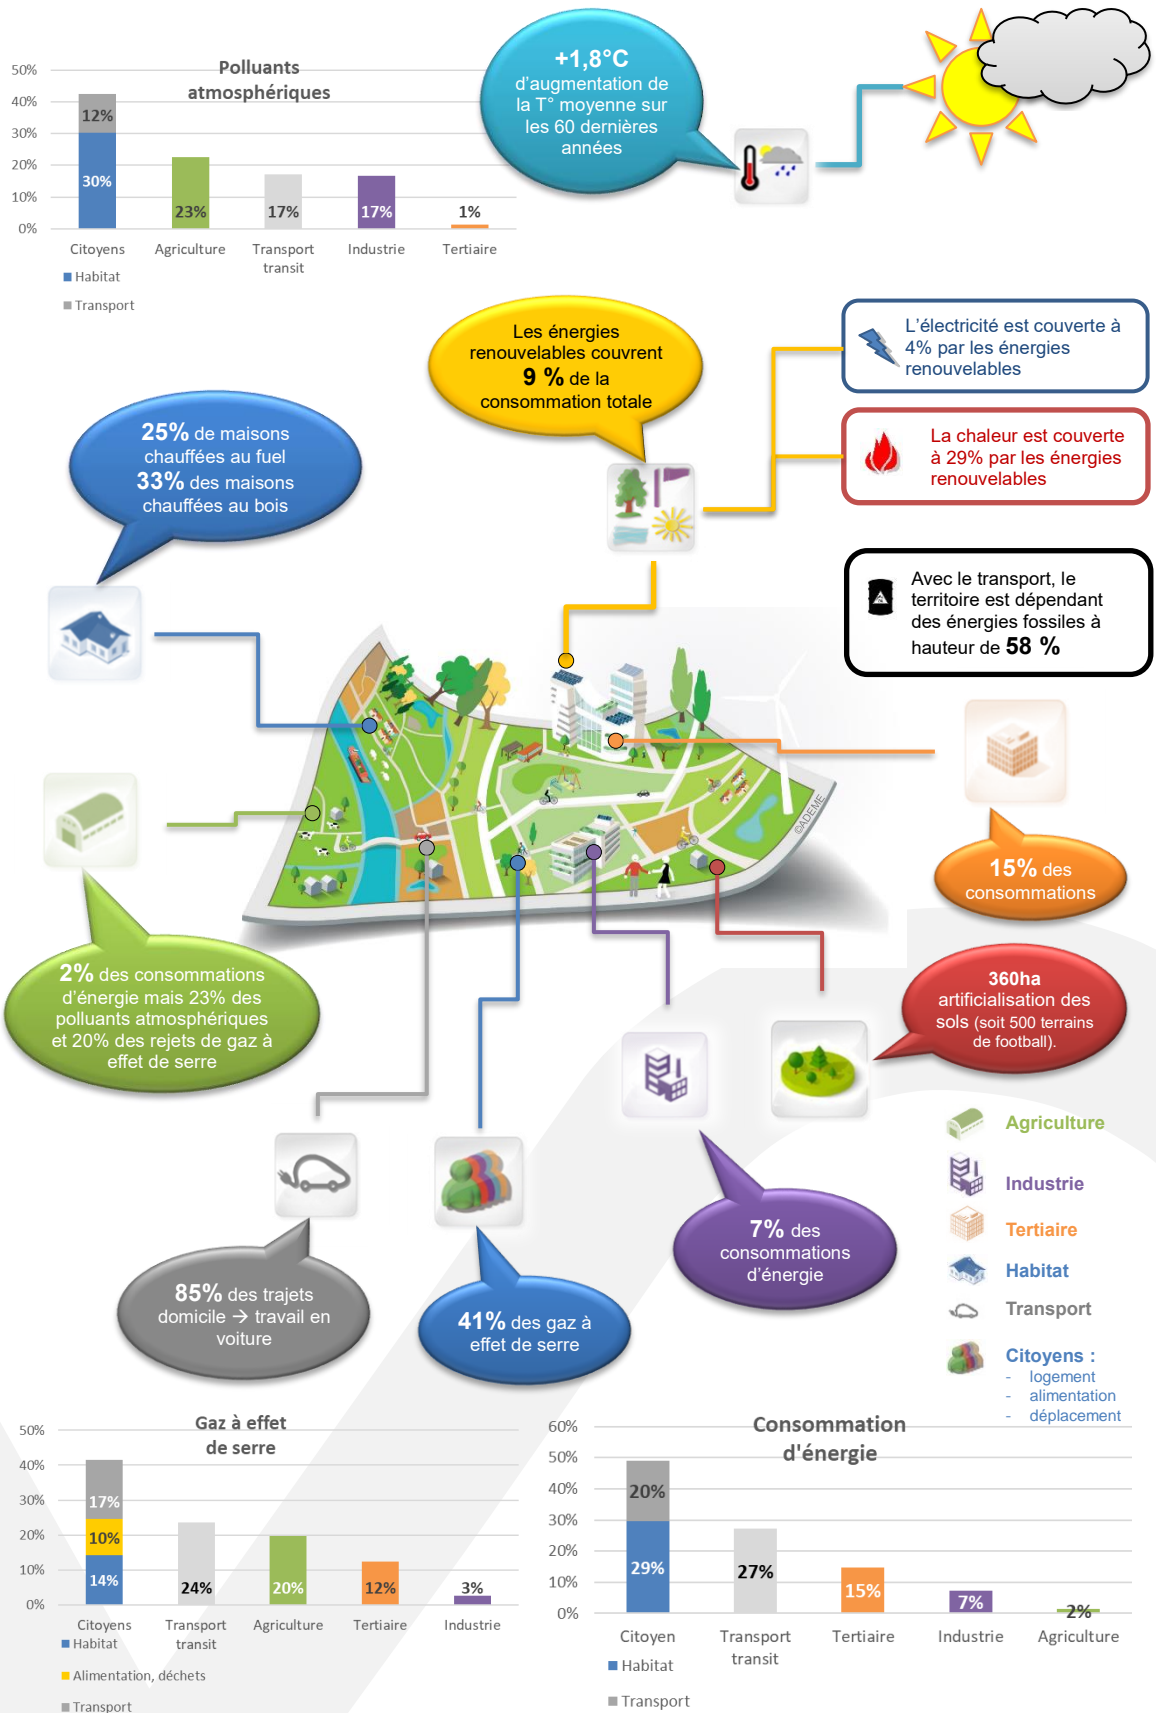 Polluants
atmosphériques
50%
40%
30%
20%
10%
0%
12%
30%
23%
17%
17%
1%
Citoyens
Agriculture
Transport
transit
Industrie
Tertiaire
Habitat
Transport
+1,8°C
d'augmentation de
la T° moyenne sur
les 60 dernières
années
Les énergies
renouvelables couvrent
9 % de la
consommation totale
L'électricité est couverte à
4% par les énergies
renouvelables
La chaleur est couverte
à 29% par les énergies
renouvelables
Avec le transport, le
territoire est dépendant
des énergies fossiles à
hauteur de 58 %
25% de maisons
chauffées au fuel
33% des maisons
chauffées au bois
©ADEME
15% des
consommations
2% des consommations
d'énergie mais 23% des
polluants atmosphériques
et 20% des rejets de gaz à
effet de serre
360ha
artificialisation des
sols (soit 500 terrains
de football).
85% des trajets
domicile → travail en
voiture
41% des gaz à
effet de serre
7% des
consommations
d'énergie
Agriculture
Industrie
Tertiaire
Habitat
Transport
Citoyens :
- logement
- alimentation
- déplacement
Gaz à effet
de serre
50%
40%
30%
20%
10%
0%
17%
10%
14%
24%
20%
12%
3%
Citoyens
Transport
transit
Agriculture
Tertiaire
Industrie
Habitat
Alimentation, déchets
Transport
Consommation
d'énergie
60%
50%
40%
30%
20%
10%
0%
20%
29%
27%
15%
7%
2%
Citoyen
Transport
transit
Tertiaire
Industrie
Agriculture
Habitat
Transport